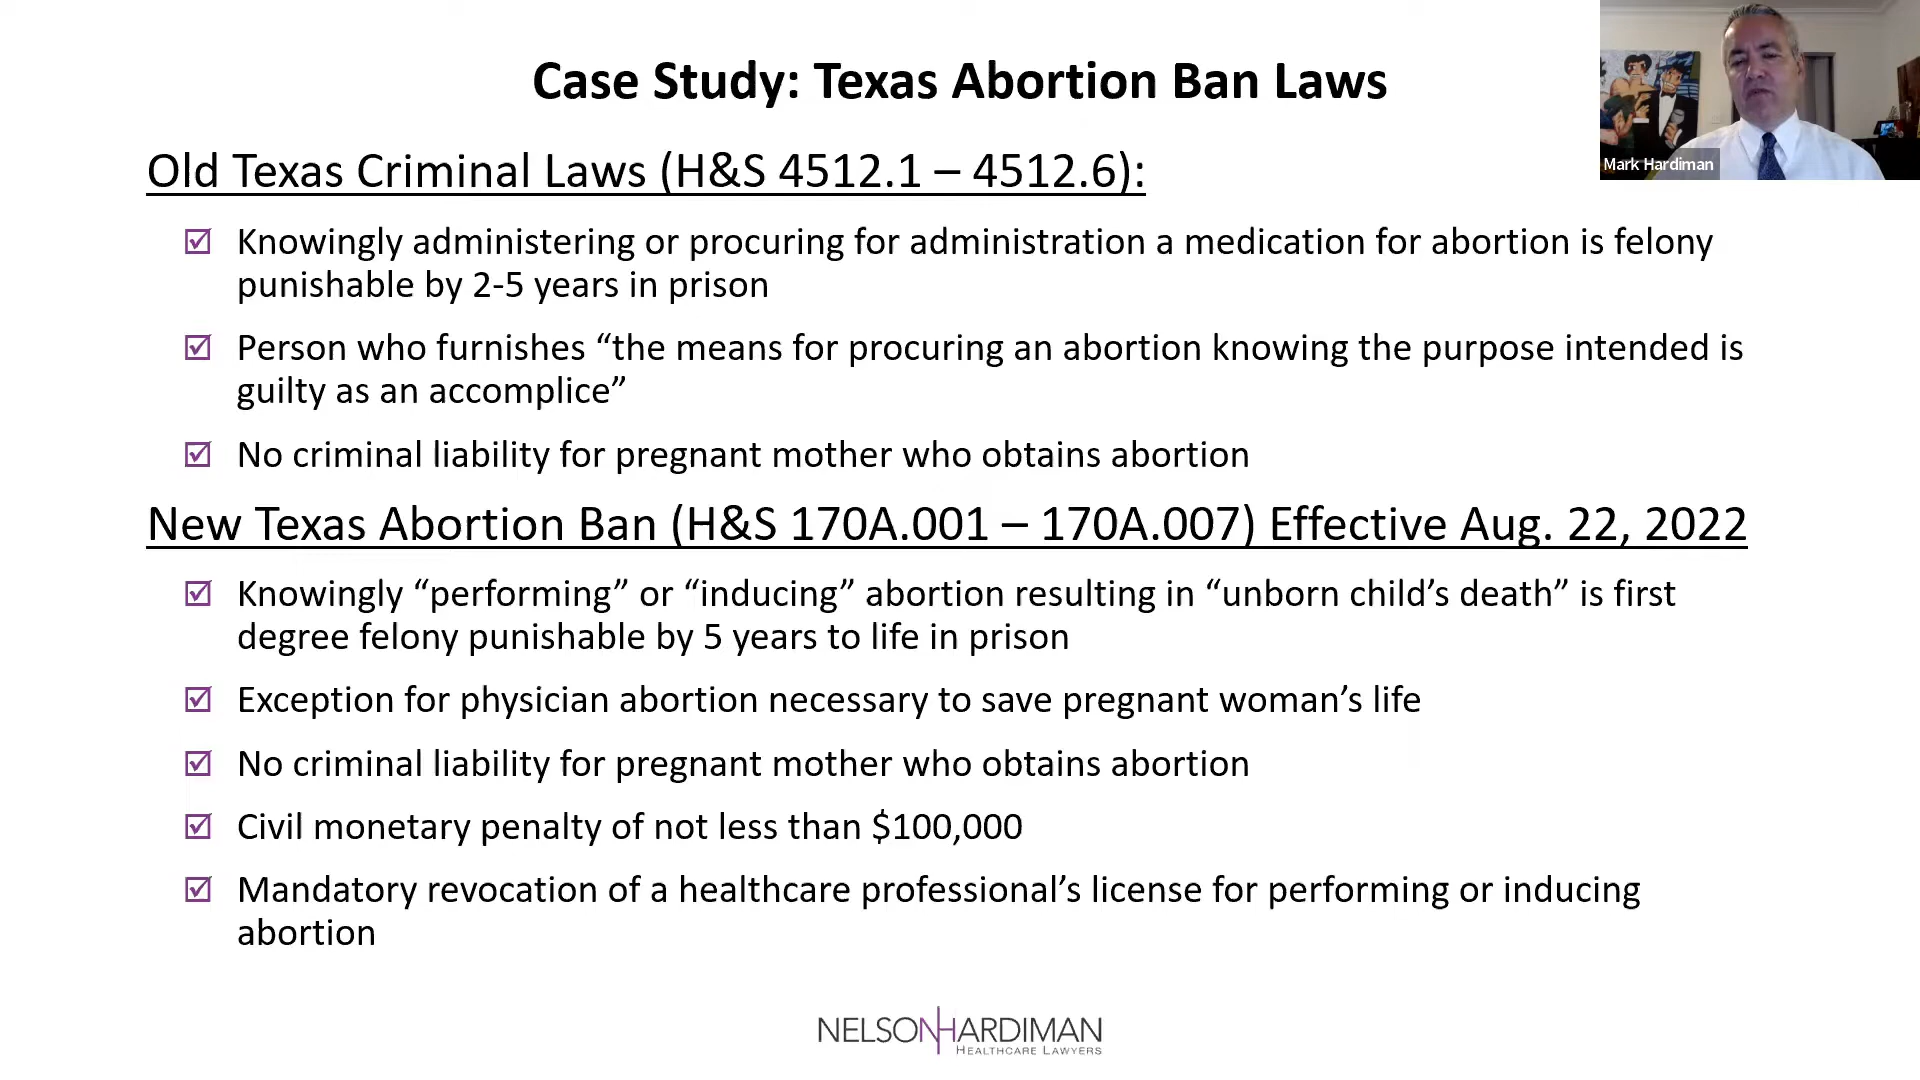 Case Study: Texas Abortion Ban Laws
Mark Hardiman
Old Texas Criminal Laws (H&S 4512.1 – 4512.6):
Knowingly administering or procuring for administration a medication for abortion is felony
punishable by 2-5 years in prison
Person who furnishes “the means for procuring an abortion knowing the purpose intended is
guilty as an accomplice”
No criminal liability for pregnant mother who obtains abortion
New Texas Abortion Ban (H&S 170A.001 – 170A.007) Effective Aug. 22, 2022
Knowingly “performing” or “inducing” abortion resulting in “unborn child’s death” is first
degree felony punishable by 5 years to life in prison
Exception for physician abortion necessary to save pregnant woman’s life
No criminal liability for pregnant mother who obtains abortion
Civil monetary penalty of not less than $100,000
Mandatory revocation of a healthcare professional’s license for performing or inducing
abortion
NELSON HARDIMAN
HEALTHCARE LAWYERS